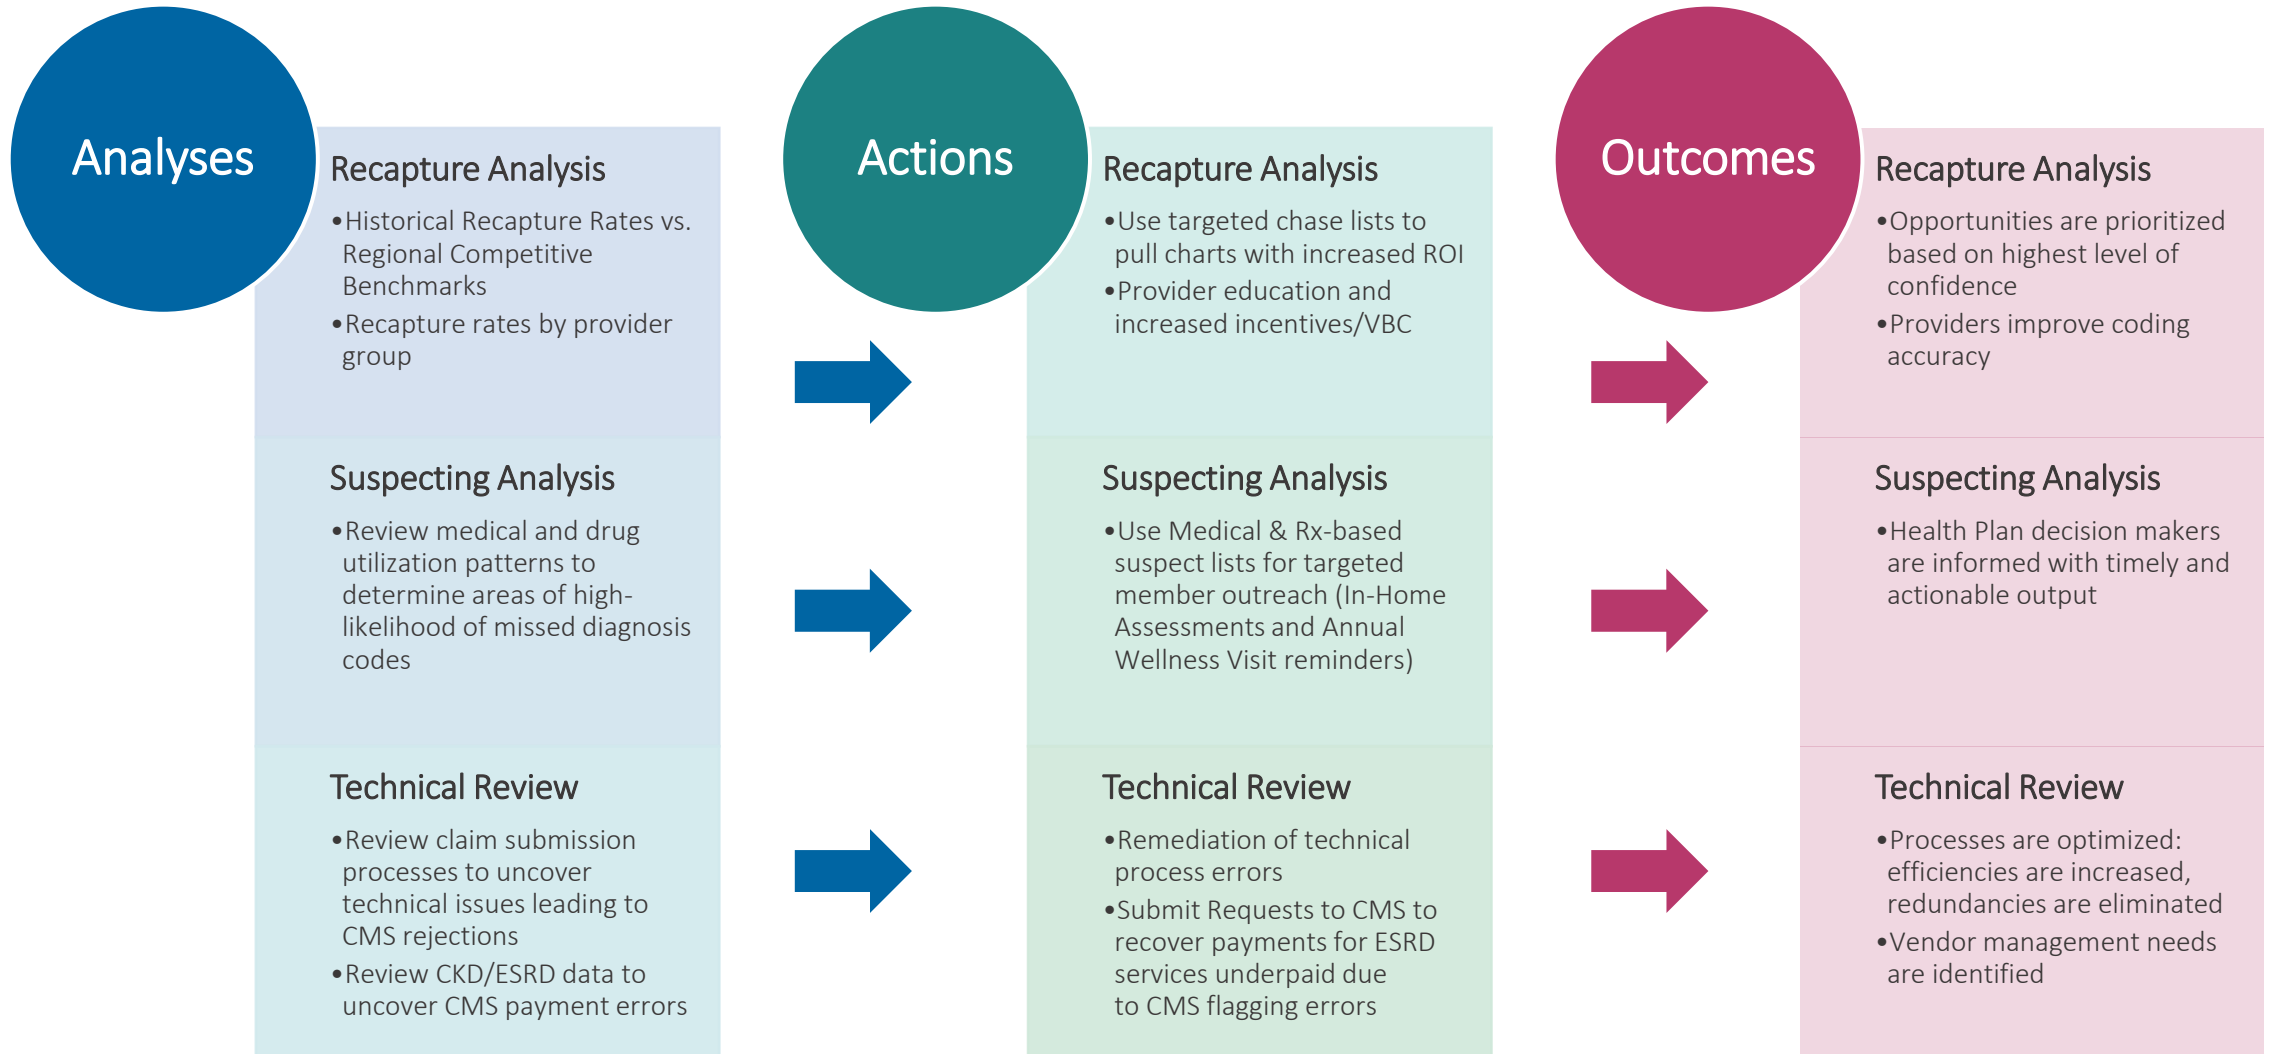 Analyses
Recapture Analysis
•Historical Recapture Rates vs.
Regional Competitive
Benchmarks
•Recapture rates by provider
group
Suspecting Analysis
•Review medical and drug
utilization patterns to
determine areas of high-
likelihood of missed diagnosis
codes
Technical Review
•Review claim submission
processes to uncover
technical issues leading to
CMS rejections
•Review CKD/ESRD data to
uncover CMS payment errors
Actions
Recapture Analysis
•Use targeted chase lists to
pull charts with increased ROI
•Provider education and
increased incentives/VBC
Suspecting Analysis
•Use Medical & Rx-based
suspect lists for targeted
member outreach (In-Home
Assessments and Annual
Wellness Visit reminders)
Technical Review
•Remediation of technical
process errors
•Submit Requests to CMS to
recover payments for ESRD
services underpaid due
to CMS flagging errors
Outcomes
Recapture Analysis
•Opportunities are prioritized
based on highest level of
confidence
•Providers improve coding
accuracy
Suspecting Analysis
•Health Plan decision makers
are informed with timely and
actionable output
Technical Review
•Processes are optimized:
efficiencies are increased,
redundancies are eliminated
•Vendor management needs
are identified